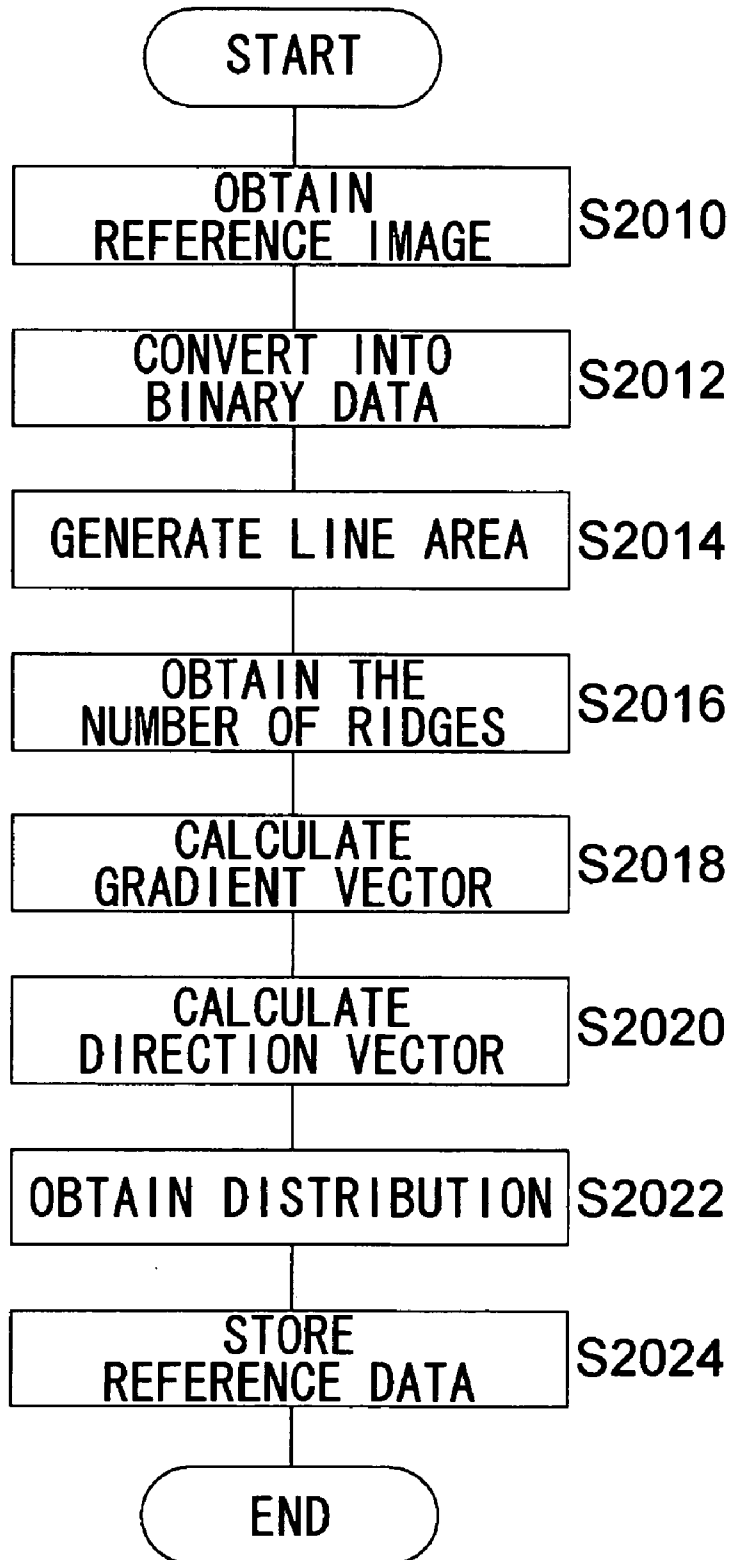 START
OBTAIN
REFERENCE IMAGE
S2010
CONVERT INTO
BINARY DATA
S2012
GENERATE LINE AREA
S2014
OBTAIN THE
NUMBER OF RIDGES
S2016
CALCULATE
GRADIENT VECTOR
S2018
CALCULATE
DIRECTION VECTOR
S2020
OBTAIN DISTRIBUTION
S2022
STORE
REFERENCE DATA
S2024
END